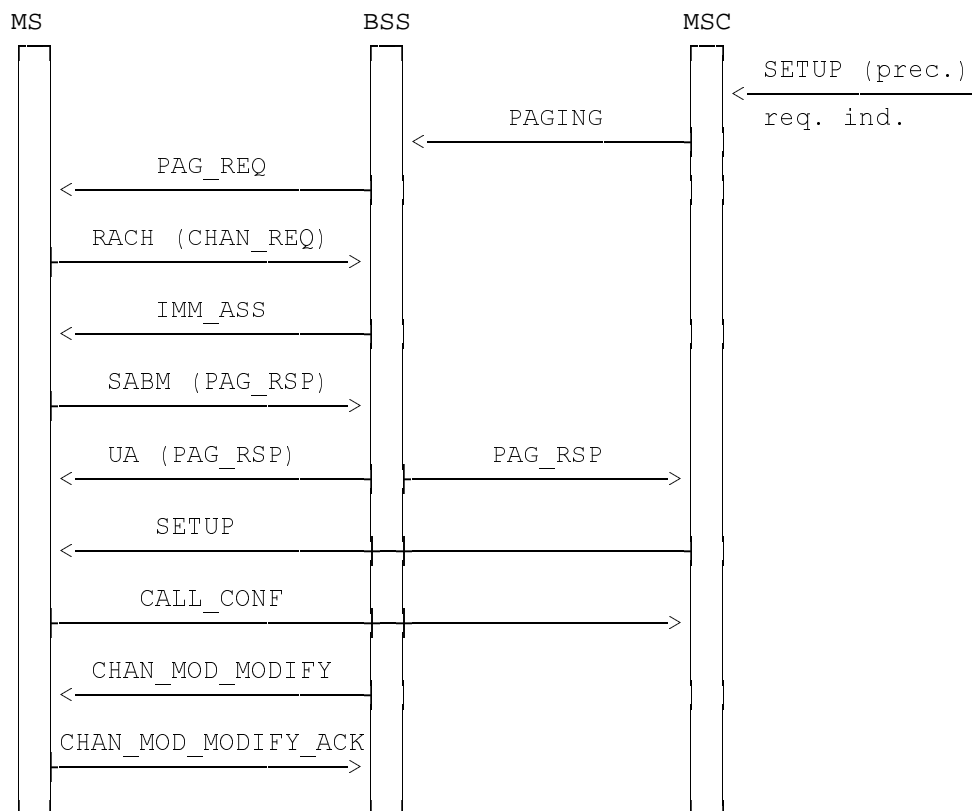 MS BSS MSC
SETUP (prec.)
req. ind.
PAGING
PAG_REQ
RACH (CHAN_REQ)
IMM_ASS
SABM (PAG_RSP)
UA (PAG_RSP) PAG_RSP
SETUP
CALL_CONF
CHAN_MOD_MODIFY
CHAN_MOD_MODIFY_ACK